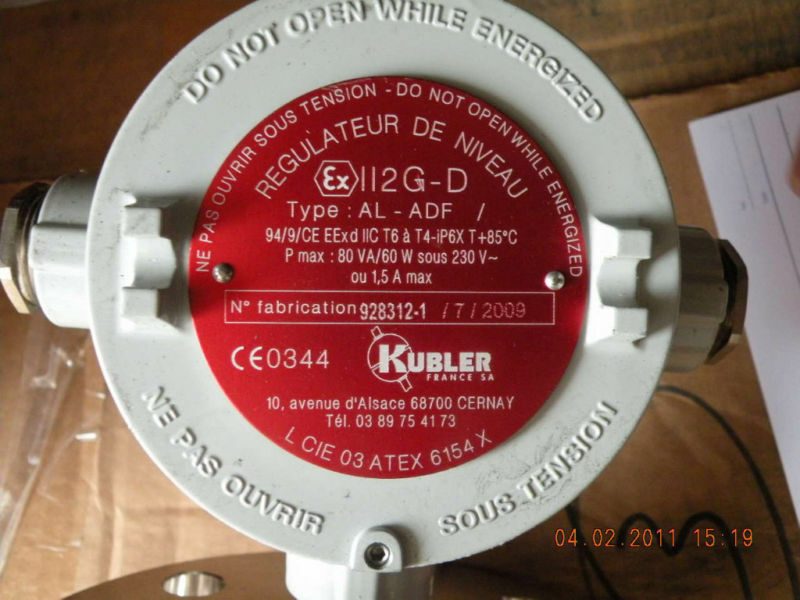 DO NOT OPEN WHILE ENERGIZED
NE PAS OUVRIR SOUS TENSION - DO NOT OPEN WHILE ENERGIZED
REGULATEUR DE NIVEAU
Ex II2G-D
Type : AL - ADF /
94/9/CE EExd IIC T6 à T4-iP6X T+85°C
P max : 80 VA/60 W sous 230 V~
ou 1,5 A max
N° fabrication 928312-1 / 7 / 2009
CE0344
KUBLER
FRANCE SA
10, avenue d'Alsace 68700 CERNAY
Tél. 03 89 75 41 73
L CIE 03 ATEX 6154 X
NE PAS OUVRIR SOUS TENSION
04.02.2011 15:19